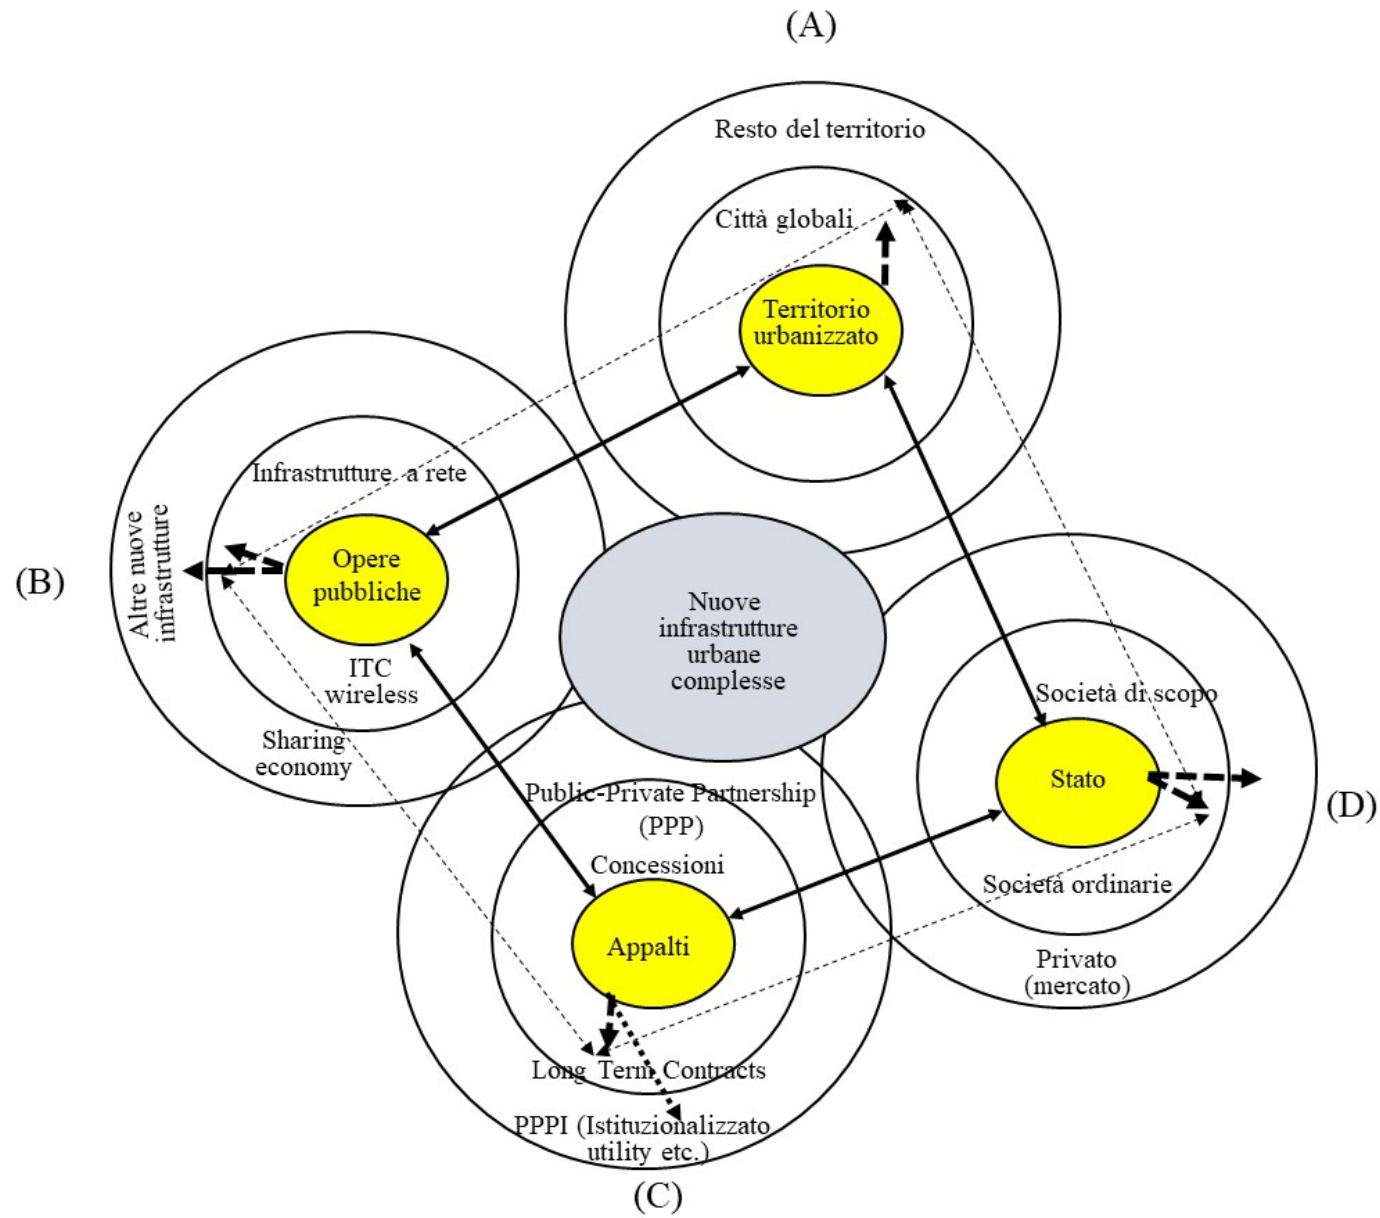 (A)
Resto del territorio
Città globali
Territorio
urbanizzato
(B)
Altre nuove
infrastrutture
Infrastrutture a rete
Opere
pubbliche
ITC
wireless
Sharing
economy
Nuove
infrastrutture
urbane
complesse
Società di scopo
Stato
(D)
Società ordinarie
Privato
(mercato)
Public-Private Partnership
(PPP)
Concessioni
Appalti
Long Term Contracts
PPPI (Istituzionalizzato
utility etc.)
(C)